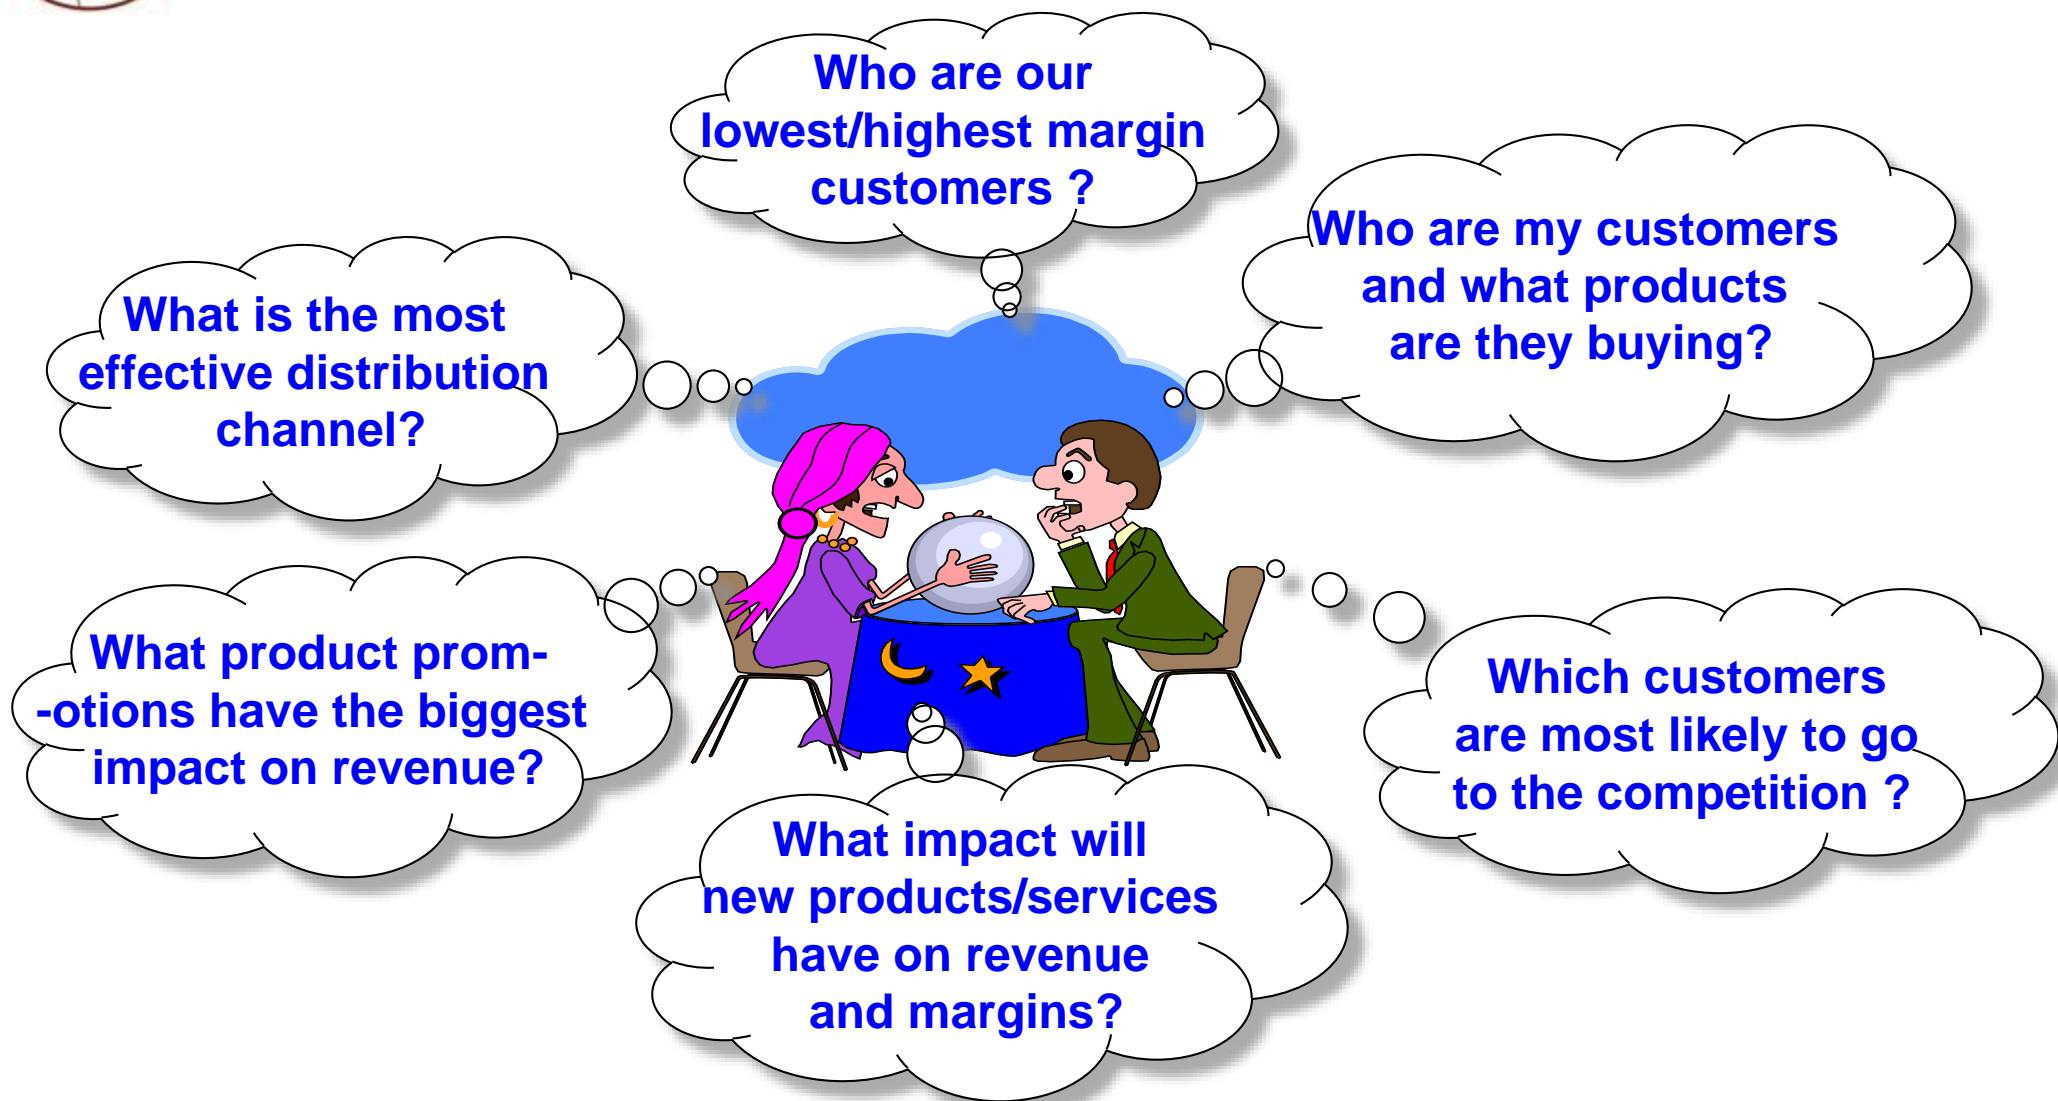 Who are our
lowest/highest margin
customers ?
Who are my customers
and what products
are they buying?
What is the most
effective distribution
channel?
What product prom-
-otions have the biggest
impact on revenue?
Which customers
are most likely to go
to the competition ?
What impact will
new products/services
have on revenue
and margins?